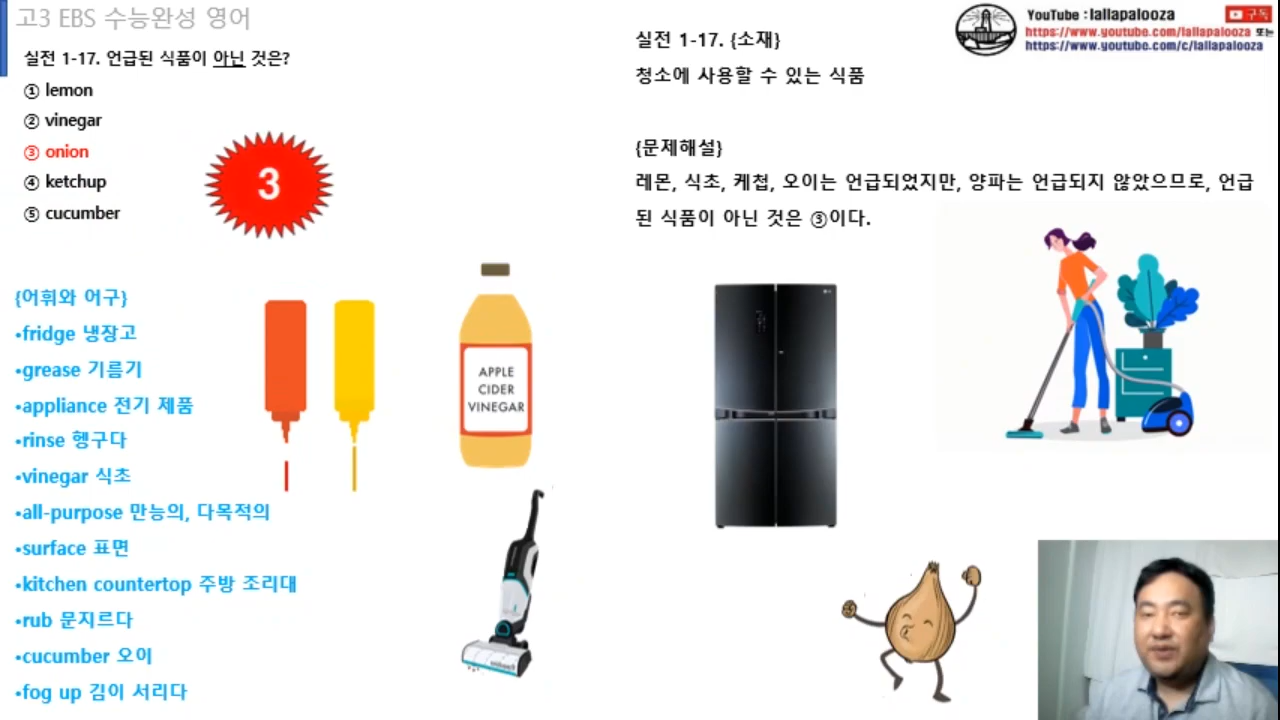 고3 EBS 수능완성 영어
실전 1-17. 언급된 식품이 아닌 것은?
① lemon
② vinegar
③ onion
④ ketchup
⑤ cucumber
3
{어휘와 어구}
•fridge 냉장고
•grease 기름기
•appliance 전기 제품
•rinse 헹구다
•vinegar 식초
•all-purpose 만능의, 다목적의
•surface 표면
•kitchen countertop 주방 조리대
•rub 문지르다
•cucumber 오이
•fog up 김이 서리다
APPLE
CIDER
VINEGAR
실전 1-17. {소재}
청소에 사용할 수 있는 식품
{문제해설}
레몬, 식초, 케첩, 오이는 언급되었지만, 양파는 언급되지 않았으므로, 언급
된 식품이 아닌 것은 ③이다.
YouTube : lallapalooza
구독
https://www.youtube.com/lallapalooza 또는
https://www.youtube.com/c/lallapalooza